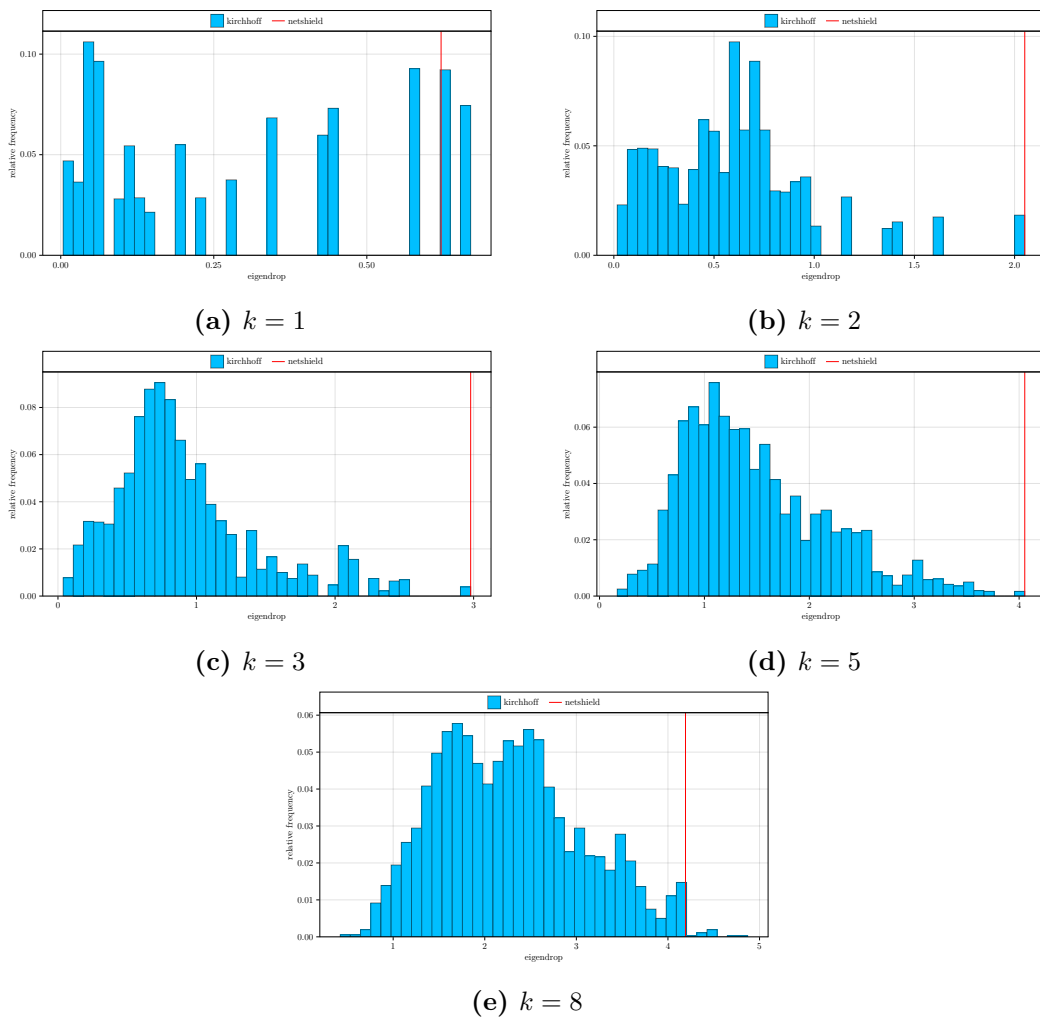 kirchhoff netshield
relative frequency
0.10
0.05
0.00
0.00 0.25 0.50
eigendrop
(a) k = 1
kirchhoff netshield
relative frequency
0.10
0.05
0.00
0.0 0.5 1.0 1.5 2.0
eigendrop
(b) k = 2
kirchhoff netshield
relative frequency
0.08
0.06
0.04
0.02
0.00
0 1 2 3
eigendrop
(c) k = 3
kirchhoff netshield
relative frequency
0.06
0.04
0.02
0.00
0 1 2 3 4
eigendrop
(d) k = 5
kirchhoff netshield
relative frequency
0.06
0.05
0.04
0.03
0.02
0.01
0.00
1 2 3 4 5
eigendrop
(e) k = 8